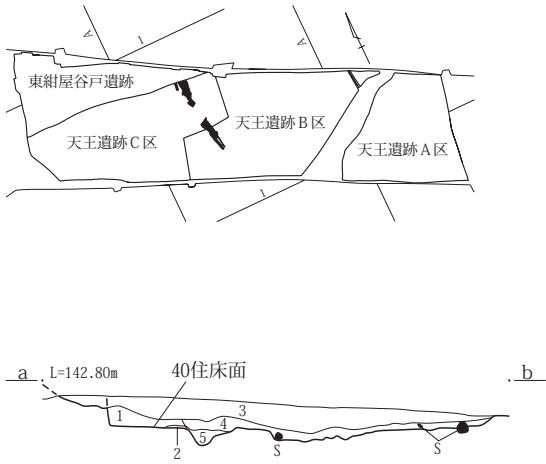 A
1
A
東紺屋谷戸遺跡
天王遺跡C区
天王遺跡B区
天王遺跡A区
1
a
L=142.80m
40住床面
b
1
3
4
2
5
S
S